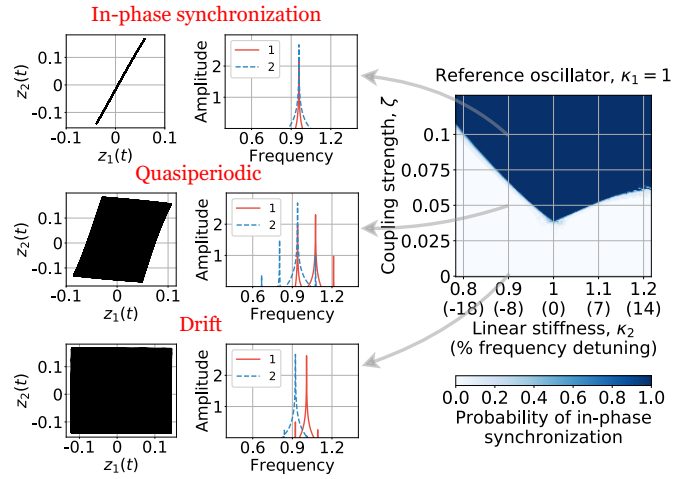 In-phase synchronization
z₂(t)
0.1
0
-0.1
-0.1
0
0.1
z₁(t)
Amplitude
2
1
1
2
0.6
0.9
1.2
Frequency
Quasiperiodic
z₂(t)
0.1
0
-0.1
-0.1
0
0.1
z₁(t)
Amplitude
2
1
1
2
0.6
0.9
1.2
Frequency
Drift
z₂(t)
0.1
0
-0.1
-0.1
0
0.1
z₁(t)
Amplitude
2
1
1
2
0.6
0.9
1.2
Frequency
Reference oscillator, κ₁ = 1
Coupling strength, ζ
0.1
0.075
0.05
0.025
0
0.8 0.9 1 1.1 1.2
(-18) (-8) (0) (7) (14)
Linear stiffness, κ₂
(% frequency detuning)
0.0 0.2 0.4 0.6 0.8 1.0
Probability of in-phase
synchronization